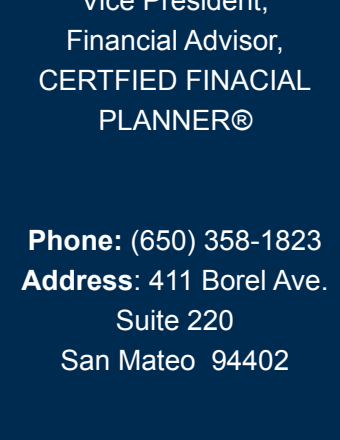 Vice President,
Financial Advisor,
CERTFIED FINACIAL
PLANNER®
Phone: (650) 358-1823
Address: 411 Borel Ave.
Suite 220
San Mateo  94402